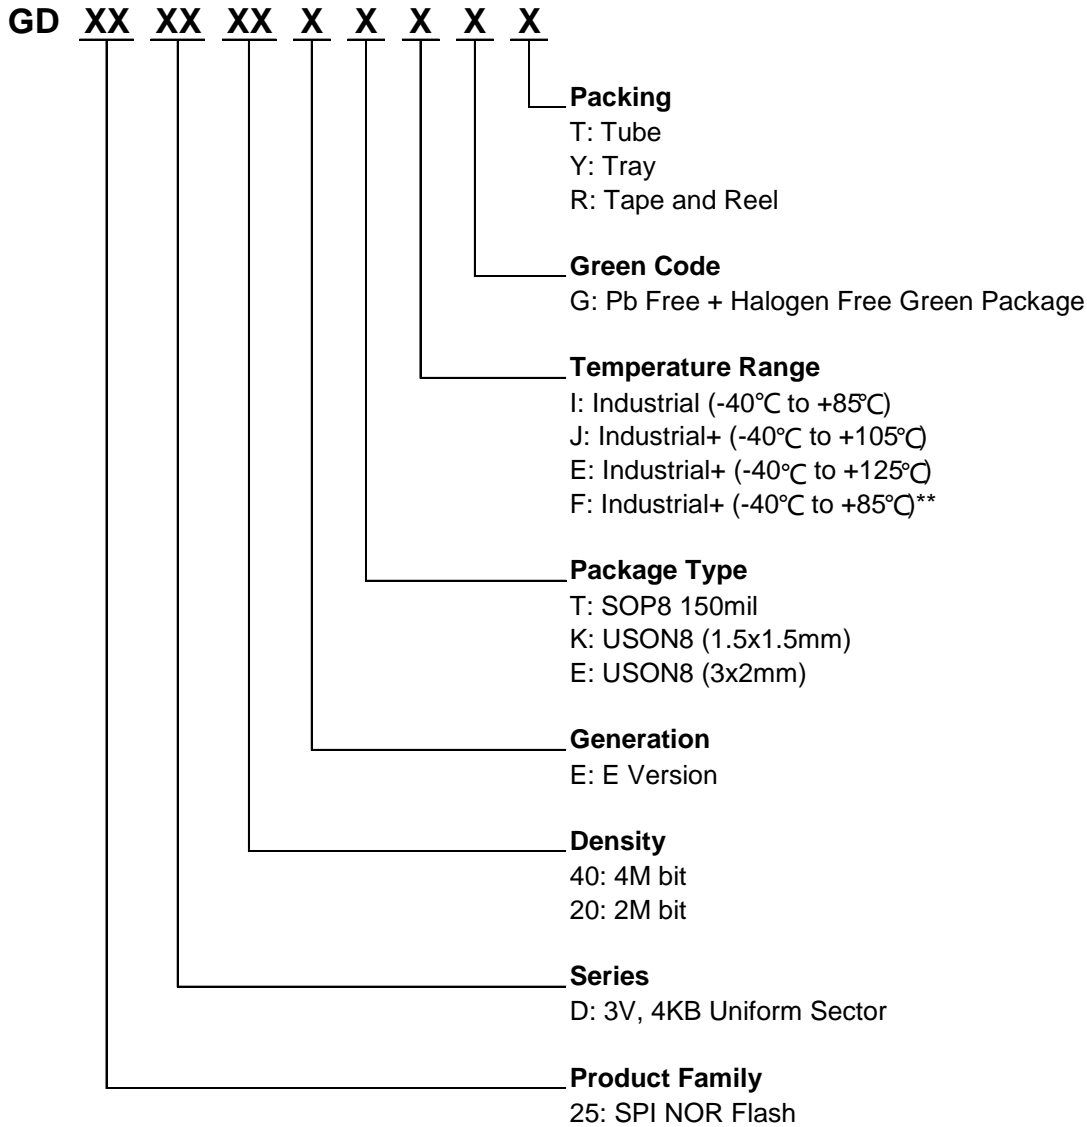 GD XX XX XX X X X X X
Packing
T: Tube
Y: Tray
R: Tape and Reel
Green Code
G: Pb Free + Halogen Free Green Package
Temperature Range
I: Industrial (-40℃ to +85℃)
J: Industrial+ (-40℃ to +105℃)
E: Industrial+ (-40℃ to +125℃)
F: Industrial+ (-40℃ to +85℃)**
Package Type
T: SOP8 150mil
K: USON8 (1.5x1.5mm)
E: USON8 (3x2mm)
Generation
E: E Version
Density
40: 4M bit
20: 2M bit
Series
D: 3V, 4KB Uniform Sector
Product Family
25: SPI NOR Flash